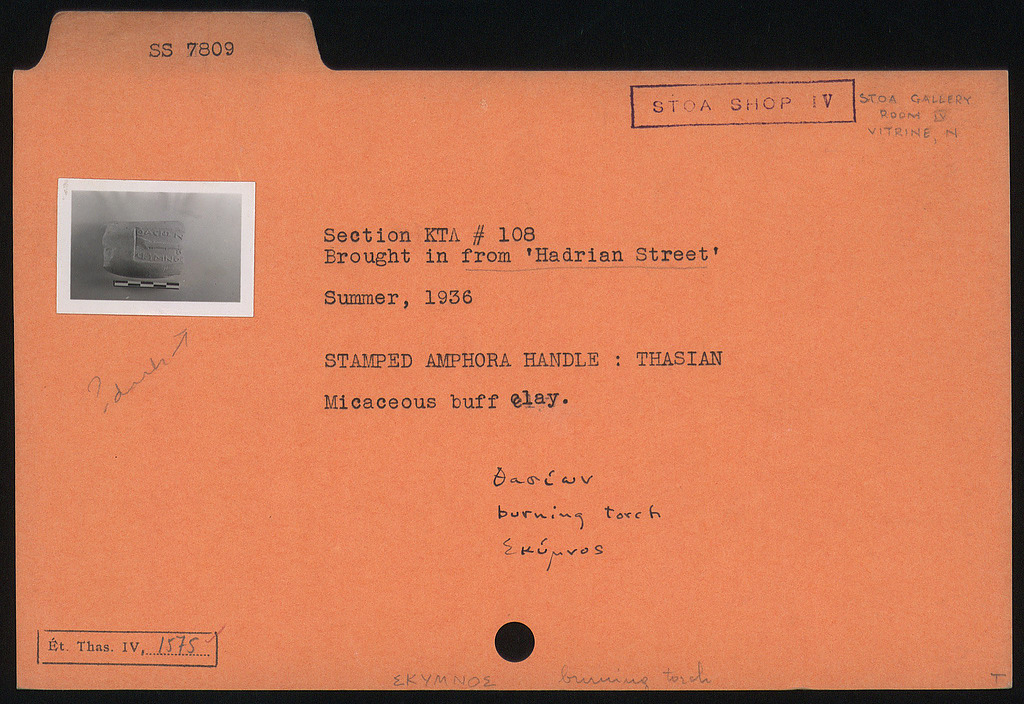 SS 7809
STOA SHOP IV
STOA GALLERY
ROOM IV
VITRINE, N
Section KTA # 108
Brought in from 'Hadrian Street'
Summer, 1936
STAMPED AMPHORA HANDLE : THASIAN
Micaceous buff clay.
Θασίων
burning torch
Σκύμνος
Ét. Thas. IV, 1575
ΣΚΥΜΝΟΣ burning torch
T